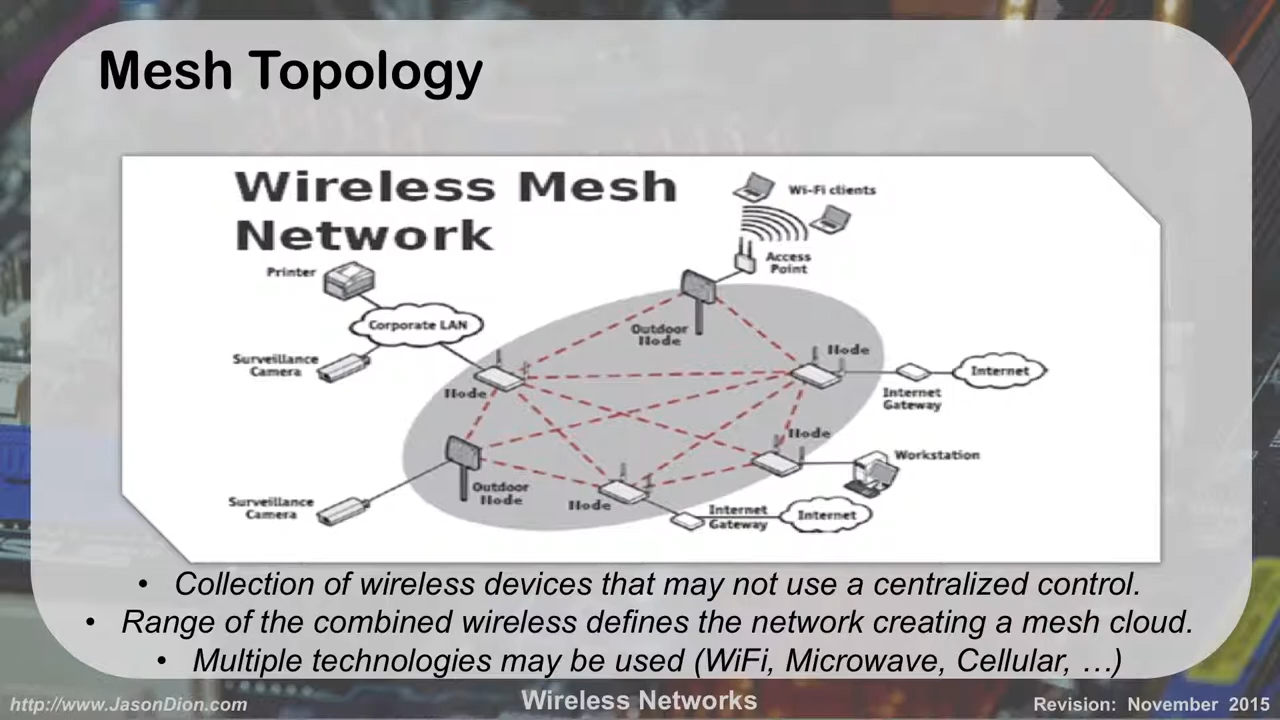 Mesh Topology
Wireless Mesh
Network
Wi-Fi clients
Access
Point
Printer
Corporate LAN
Surveillance
Camera
Outdoor
Node
Node
Node
Internet
Internet
Gateway
Node
Workstation
Outdoor
Node
Surveillance
Camera
Node
Internet
Gateway
Internet
• Collection of wireless devices that may not use a centralized control.
• Range of the combined wireless defines the network creating a mesh cloud.
• Multiple technologies may be used (WiFi, Microwave, Cellular, …)
http://www.JasonDion.com
Wireless Networks
Revision: November 2015